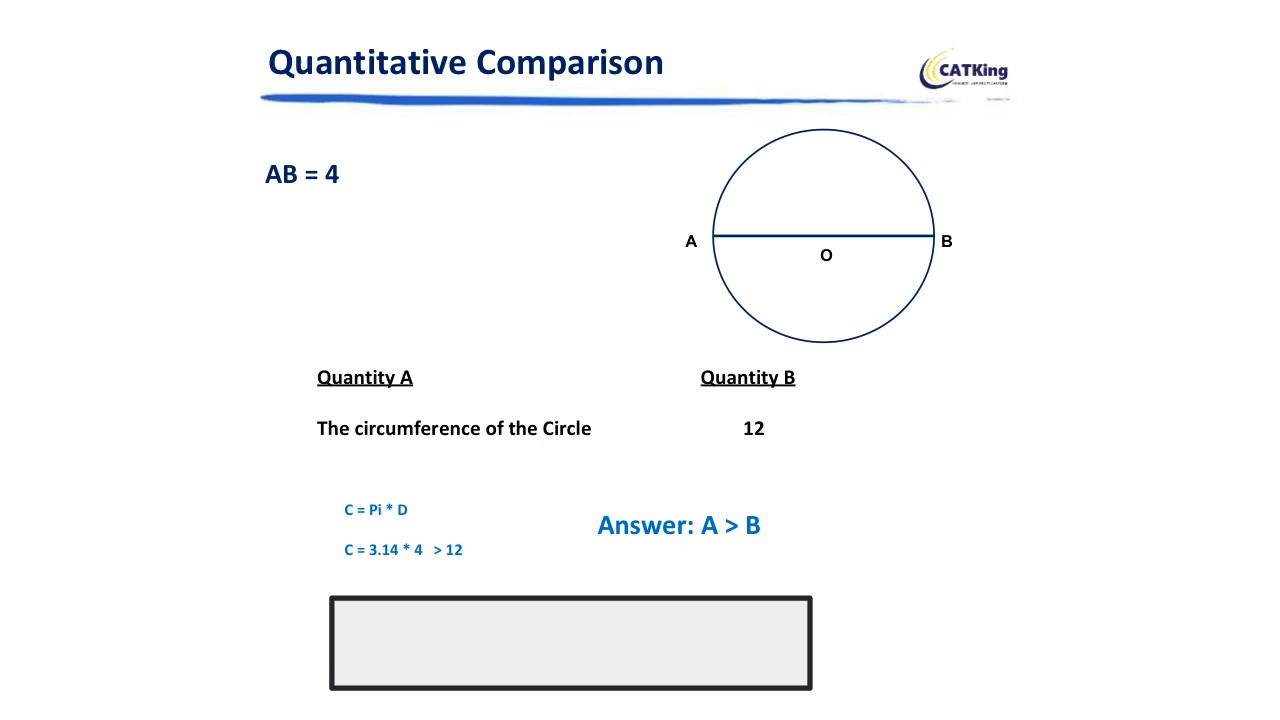 Quantitative Comparison
CATKing
AB = 4
A
B
O
Quantity A
Quantity B
The circumference of the Circle
12
C = Pi * D
Answer: A > B
C = 3.14 * 4 > 12